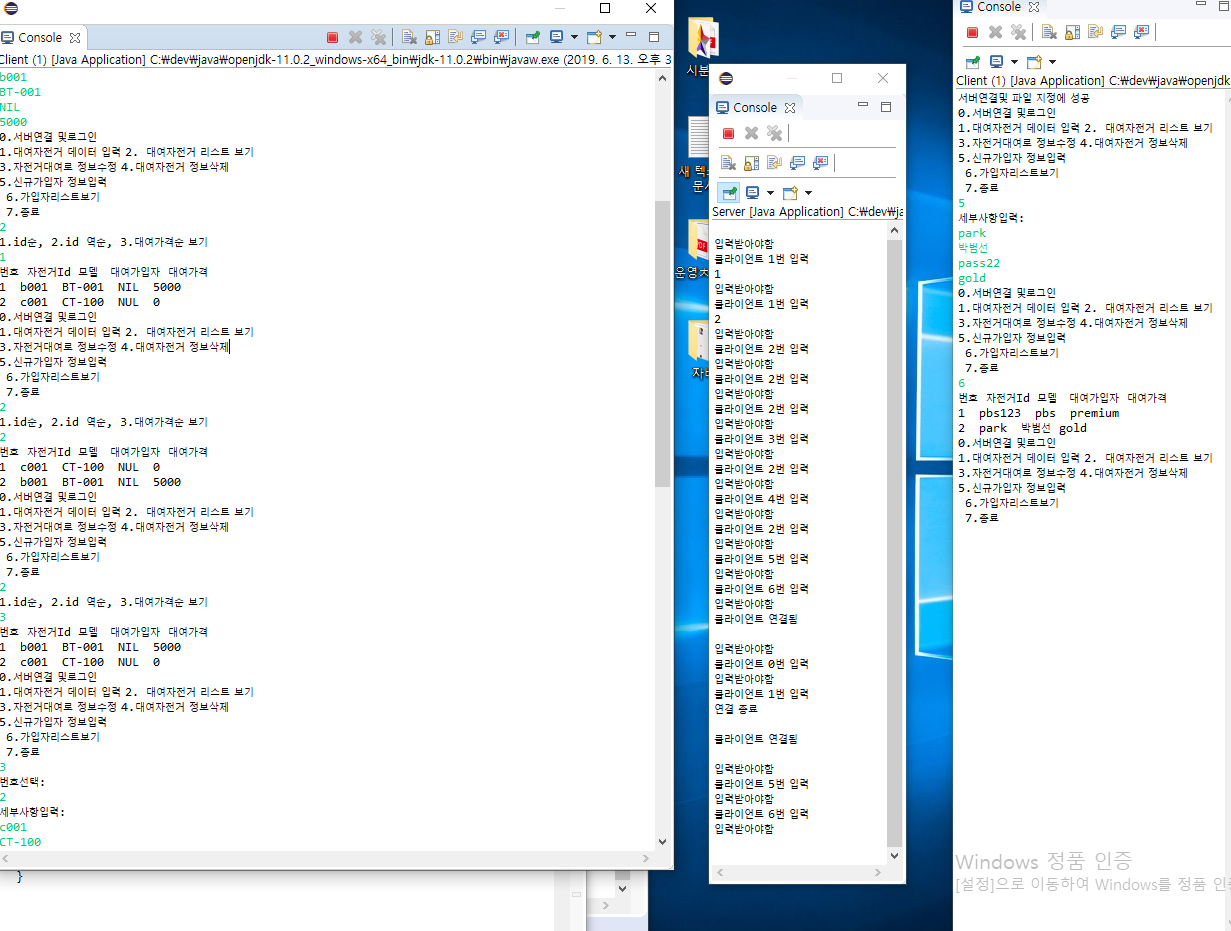 Console
Client (1) [Java Application] C:₩dev₩java₩openjdk-11.0.2_windows-x64_bin₩jdk-11.0.2₩bin₩javaw.exe (2019. 6. 13. 오후 3
b001
BT-001
NIL
5000
0.서버연결 및로그인
1.대여자전거 데이터 입력 2. 대여자전거 리스트 보기
3.자전거대여로 정보수정 4.대여자전거 정보삭제
5.신규가입자 정보입력
6.가입자리스트보기
7.종료
2
1.id순, 2.id 역순, 3.대여가격순 보기
1
번호 자전거Id 모델 대여가입자 대여가격
1 b001 BT-001 NIL 5000
2 c001 CT-100 NUL 0
0.서버연결 및로그인
1.대여자전거 데이터 입력 2. 대여자전거 리스트 보기
3.자전거대여로 정보수정 4.대여자전거 정보삭제
5.신규가입자 정보입력
6.가입자리스트보기
7.종료
2
1.id순, 2.id 역순, 3.대여가격순 보기
2
번호 자전거Id 모델 대여가입자 대여가격
1 c001 CT-100 NUL 0
2 b001 BT-001 NIL 5000
0.서버연결 및로그인
1.대여자전거 데이터 입력 2. 대여자전거 리스트 보기
3.자전거대여로 정보수정 4.대여자전거 정보삭제
5.신규가입자 정보입력
6.가입자리스트보기
7.종료
2
1.id순, 2.id 역순, 3.대여가격순 보기
3
번호 자전거Id 모델 대여가입자 대여가격
1 b001 BT-001 NIL 5000
2 c001 CT-100 NUL 0
0.서버연결 및로그인
1.대여자전거 데이터 입력 2. 대여자전거 리스트 보기
3.자전거대여로 정보수정 4.대여자전거 정보삭제
5.신규가입자 정보입력
6.가입자리스트보기
7.종료
3
번호선택:
2
세부사항입력:
c001
CT-100
}
시분
새 텍
문서
운영체
자바
Console
Server [Java Application] C:₩dev₩ja
입력받아야함
클라이언트 1번 입력
1
입력받아야함
클라이언트 1번 입력
2
입력받아야함
클라이언트 2번 입력
입력받아야함
클라이언트 2번 입력
입력받아야함
클라이언트 2번 입력
입력받아야함
클라이언트 3번 입력
입력받아야함
클라이언트 2번 입력
입력받아야함
클라이언트 4번 입력
입력받아야함
클라이언트 2번 입력
입력받아야함
클라이언트 5번 입력
입력받아야함
클라이언트 6번 입력
입력받아야함
클라이언트 연결됨
입력받아야함
클라이언트 0번 입력
입력받아야함
클라이언트 1번 입력
연결 종료
클라이언트 연결됨
입력받아야함
클라이언트 5번 입력
입력받아야함
클라이언트 6번 입력
입력받아야함
Console
Client (1) [Java Application] C:₩dev₩java₩openjdk
서버연결및 파일 지정에 성공
0.서버연결 및로그인
1.대여자전거 데이터 입력 2. 대여자전거 리스트 보기
3.자전거대여로 정보수정 4.대여자전거 정보삭제
5.신규가입자 정보입력
6.가입자리스트보기
7.종료
5
세부사항입력:
park
박범선
pass22
gold
0.서버연결 및로그인
1.대여자전거 데이터 입력 2. 대여자전거 리스트 보기
3.자전거대여로 정보수정 4.대여자전거 정보삭제
5.신규가입자 정보입력
6.가입자리스트보기
7.종료
6
번호 자전거Id 모델 대여가입자 대여가격
1 pbs123 pbs premium
2 park 박범선 gold
0.서버연결 및로그인
1.대여자전거 데이터 입력 2. 대여자전거 리스트 보기
3.자전거대여로 정보수정 4.대여자전거 정보삭제
5.신규가입자 정보입력
6.가입자리스트보기
7.종료
Windows 정품 인증
[설정]으로 이동하여 Windows를 정품 인증